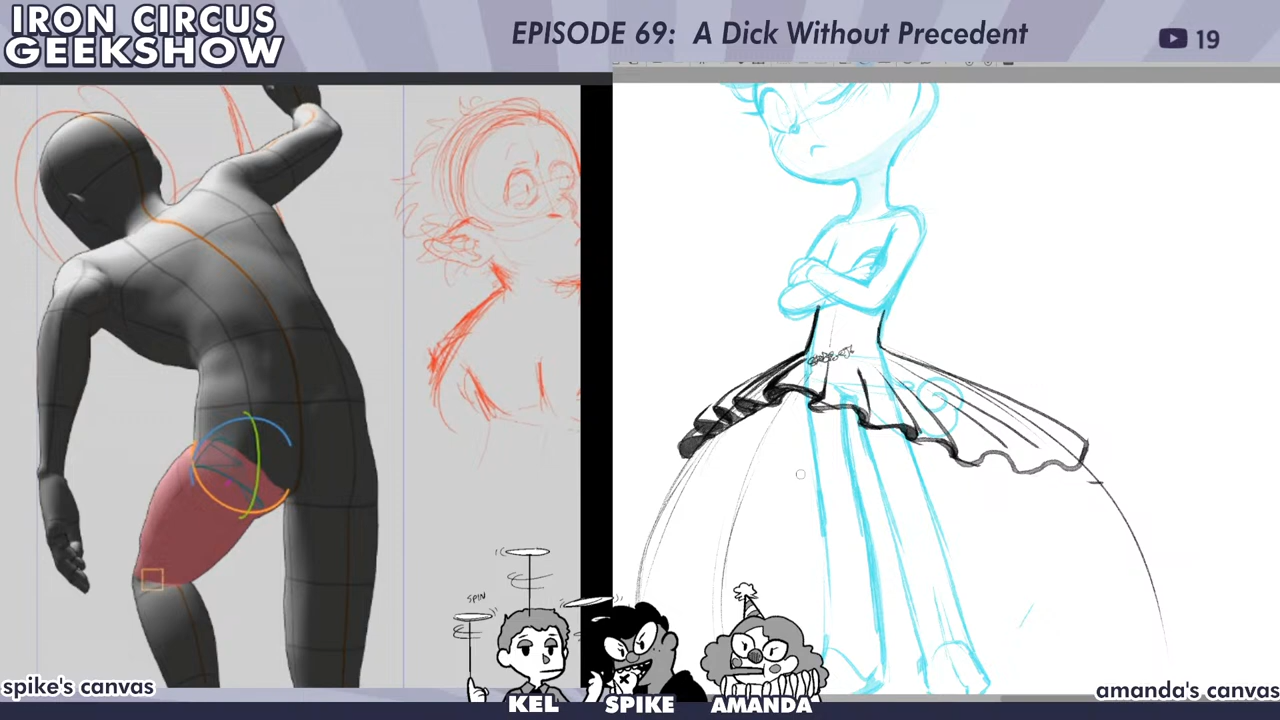 IRON CIRCUS
GEEKSHOW
EPISODE 69: A Dick Without Precedent
19
SPIN
spike's canvas
amanda's canvas
KEL
SPIKE
AMANDA